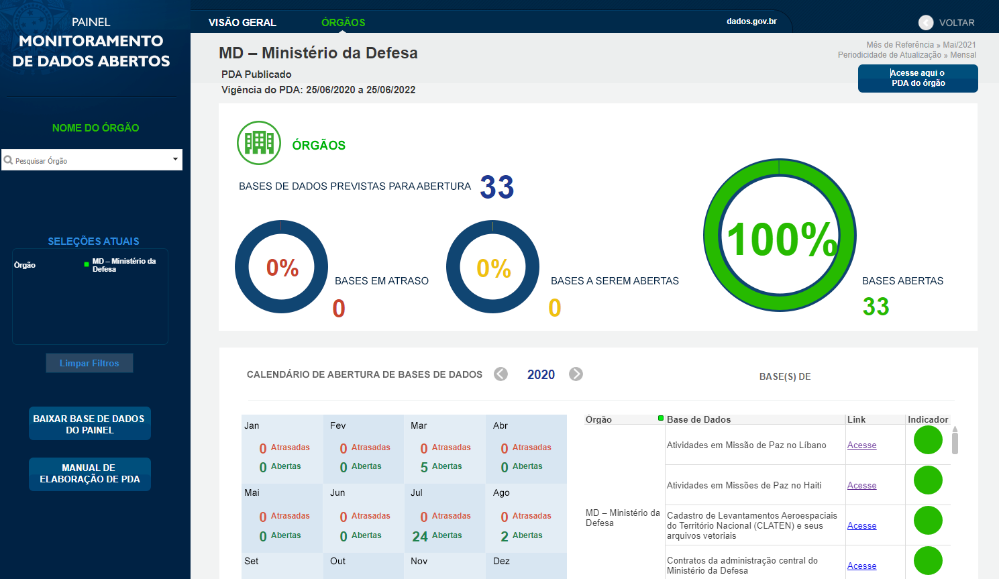 PAINEL
MONITORAMENTO
DE DADOS ABERTOS
NOME DO ÓRGÃO
Pesquisar Órgão
SELEÇÕES ATUAIS
Órgão
MD – Ministério da
Defesa
Limpar Filtros
BAIXAR BASE DE DADOS
DO PAINEL
MANUAL DE
ELABORAÇÃO DE PDA
VISÃO GERAL
ÓRGÃOS
dados.gov.br
VOLTAR
MD – Ministério da Defesa
PDA Publicado
Vigência do PDA: 25/06/2020 a 25/06/2022
Mês de Referência » Mai/2021
Periodicidade de Atualização » Mensal
Acesse aqui o
PDA do órgão
ÓRGÃOS
BASES DE DADOS PREVISTAS PARA ABERTURA 33
0%
BASES EM ATRASO
0
0%
BASES A SEREM ABERTAS
0
100%
BASES ABERTAS
33
CALENDÁRIO DE ABERTURA DE BASES DE DADOS
2020
BASE(S) DE
Jan
0 Atrasadas
0 Abertas
Fev
0 Atrasadas
0 Abertas
Mar
0 Atrasadas
5 Abertas
Abr
0 Atrasadas
0 Abertas
Mai
0 Atrasadas
0 Abertas
Jun
0 Atrasadas
0 Abertas
Jul
0 Atrasadas
24 Abertas
Ago
0 Atrasadas
2 Abertas
Set
Out
Nov
Dez
Órgão
Base de Dados
Link
Indicador
MD – Ministério da
Defesa
Atividades em Missão de Paz no Líbano
Acesse
Atividades em Missões de Paz no Haiti
Acesse
Cadastro de Levantamentos Aeroespaciais
do Território Nacional (CLATEN) e seus
arquivos vetoriais
Acesse
Contratos da administração central do
Ministério da Defesa
Acesse